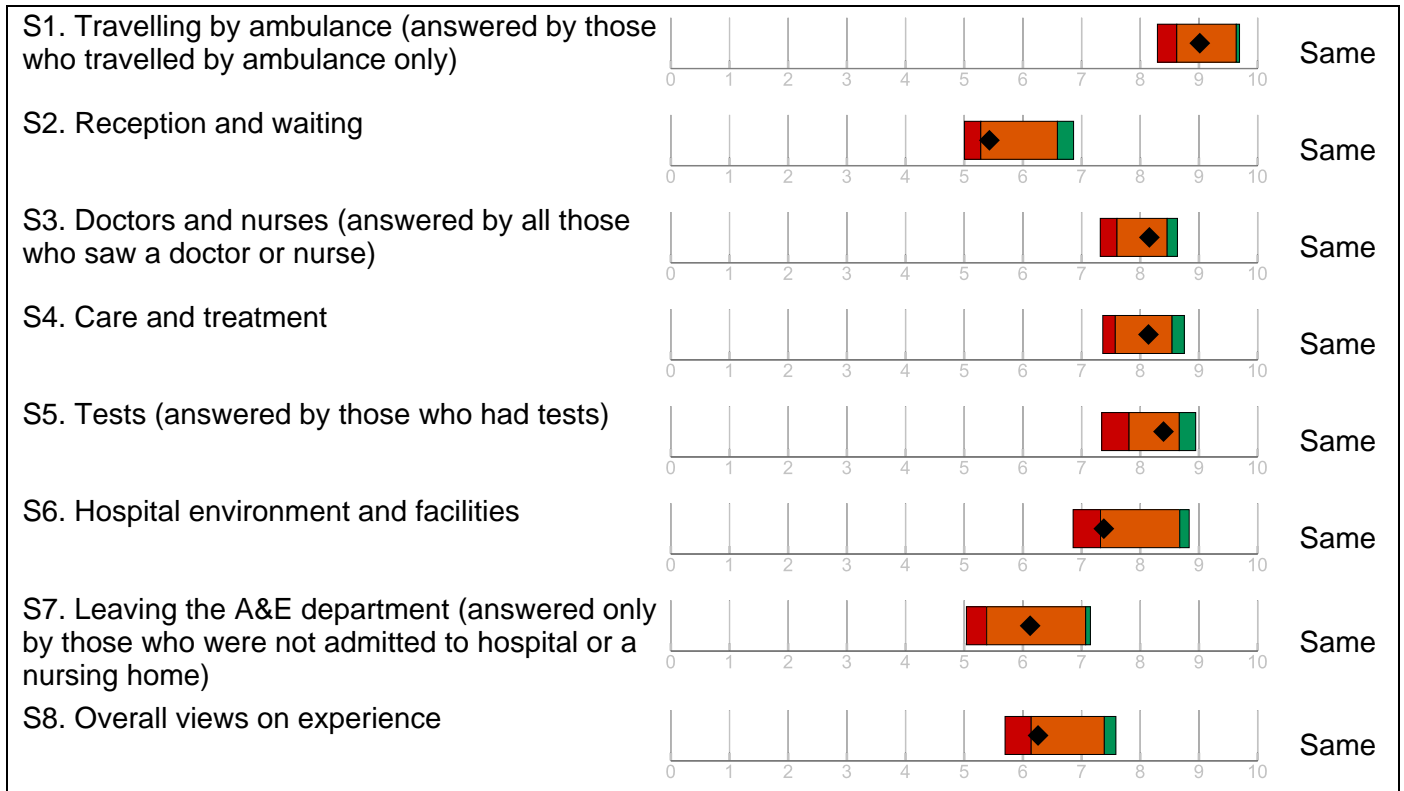 S1. Travelling by ambulance (answered by those
who travelled by ambulance only)
0 1 2 3 4 5 6 7 8 9 10
Same
S2. Reception and waiting
0 1 2 3 4 5 6 7 8 9 10
Same
S3. Doctors and nurses (answered by all those
who saw a doctor or nurse)
0 1 2 3 4 5 6 7 8 9 10
Same
S4. Care and treatment
0 1 2 3 4 5 6 7 8 9 10
Same
S5. Tests (answered by those who had tests)
0 1 2 3 4 5 6 7 8 9 10
Same
S6. Hospital environment and facilities
0 1 2 3 4 5 6 7 8 9 10
Same
S7. Leaving the A&E department (answered only
by those who were not admitted to hospital or a
nursing home)
0 1 2 3 4 5 6 7 8 9 10
Same
S8. Overall views on experience
0 1 2 3 4 5 6 7 8 9 10
Same